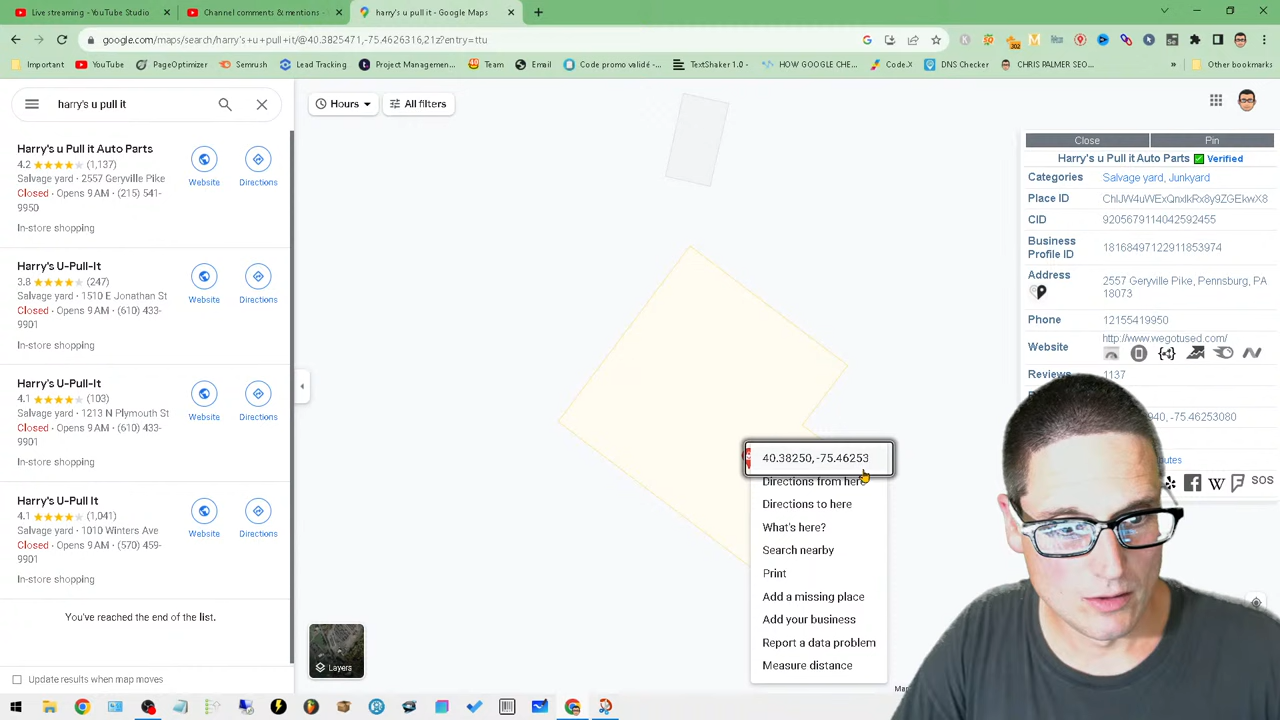 Live streaming - YouTube Studio
Channel comments & mentions -
harry's u pull it - Google Maps
google.com/maps/search/harry's+u+pull+it/@40.3825471,-75.4626316,21z?entry=ttu
302
Important
YouTube
PageOptimizer
Semrush
Lead Tracking
Project Managemen...
Team
Email
Code promo validé -...
TextShaker 1.0 -...
HOW GOOGLE CHE...
Code.X
DNS Checker
CHRIS PALMER SEO...
»
Other bookmarks
harry's u pull it
Hours
All filters
Harry's u Pull it Auto Parts
4.2 (1,137)
Salvage yard · 2557 Geryville Pike
Closed · Opens 9 AM · (215) 541-
9950
In-store shopping
Website
Directions
Harry's U-Pull-It
3.8 (247)
Salvage yard · 1510 E Jonathan St
Closed · Opens 9 AM · (610) 433-
9901
In-store shopping
Website
Directions
Harry's U-Pull-It
4.1 (103)
Salvage yard · 1213 N Plymouth St
Closed · Opens 9 AM · (610) 433-
9901
In-store shopping
Website
Directions
Harry's U-Pull It
4.1 (1,041)
Salvage yard · 1010 Winters Ave
Closed · Opens 9 AM · (570) 459-
9901
In-store shopping
Website
Directions
You've reached the end of the list.
Update results when map moves
Layers
40.38250, -75.46253
Directions from here
Directions to here
What's here?
Search nearby
Print
Add a missing place
Add your business
Report a data problem
Measure distance
Close
Pin
Harry's u Pull it Auto Parts Verified
Categories
Salvage yard, Junkyard
Place ID
ChIJW4uWExQnxlkRx8y9ZGEkwX8
CID
9205679114042592455
Business
Profile ID
18168497122911853974
Address
2557 Geryville Pike, Pennsburg, PA
18073
Phone
12155419950
Website
http://www.wegotused.com/
Reviews
1137
940, -75.46253080
SOS